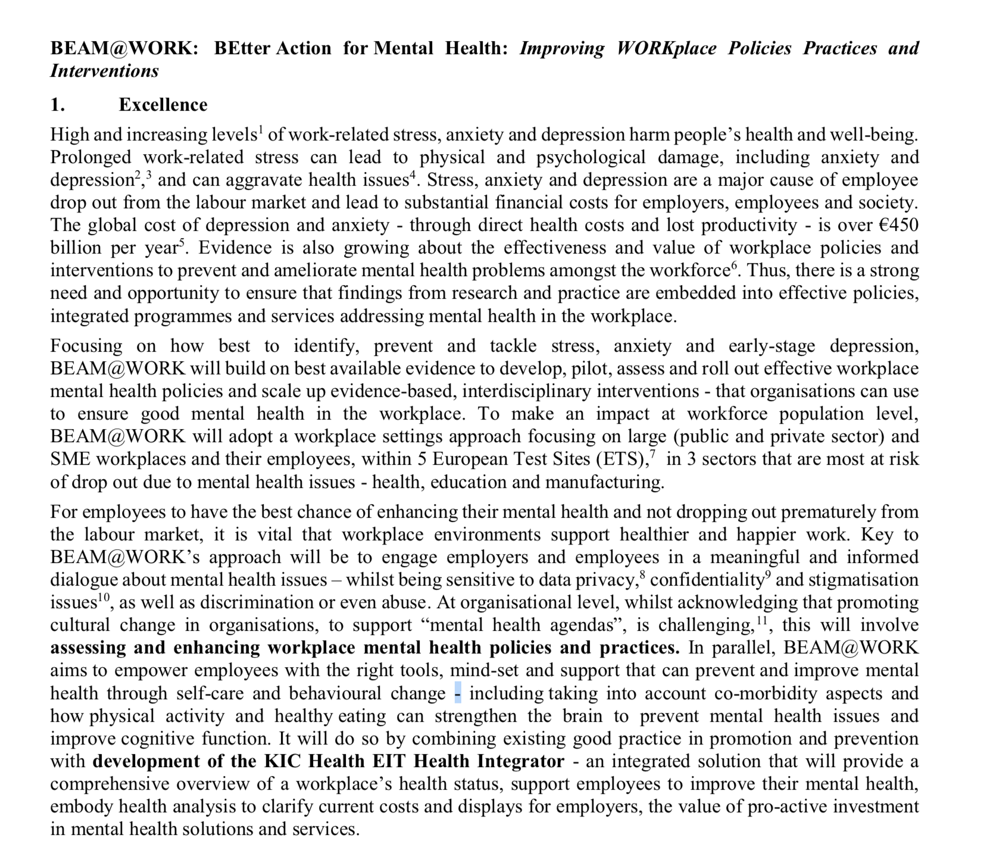 BEAM@WORK: BEtter Action for Mental Health: Improving WORKplace Policies Practices and
Interventions
1. Excellence
High and increasing levels¹ of work-related stress, anxiety and depression harm people’s health and well-being.
Prolonged work-related stress can lead to physical and psychological damage, including anxiety and
depression²,³ and can aggravate health issues⁴. Stress, anxiety and depression are a major cause of employee
drop out from the labour market and lead to substantial financial costs for employers, employees and society.
The global cost of depression and anxiety - through direct health costs and lost productivity - is over €450
billion per year⁵. Evidence is also growing about the effectiveness and value of workplace policies and
interventions to prevent and ameliorate mental health problems amongst the workforce⁶. Thus, there is a strong
need and opportunity to ensure that findings from research and practice are embedded into effective policies,
integrated programmes and services addressing mental health in the workplace.
Focusing on how best to identify, prevent and tackle stress, anxiety and early-stage depression,
BEAM@WORK will build on best available evidence to develop, pilot, assess and roll out effective workplace
mental health policies and scale up evidence-based, interdisciplinary interventions - that organisations can use
to ensure good mental health in the workplace. To make an impact at workforce population level,
BEAM@WORK will adopt a workplace settings approach focusing on large (public and private sector) and
SME workplaces and their employees, within 5 European Test Sites (ETS),⁷ in 3 sectors that are most at risk
of drop out due to mental health issues - health, education and manufacturing.
For employees to have the best chance of enhancing their mental health and not dropping out prematurely from
the labour market, it is vital that workplace environments support healthier and happier work. Key to
BEAM@WORK’s approach will be to engage employers and employees in a meaningful and informed
dialogue about mental health issues – whilst being sensitive to data privacy,⁸ confidentiality⁹ and stigmatisation
issues¹⁰, as well as discrimination or even abuse. At organisational level, whilst acknowledging that promoting
cultural change in organisations, to support “mental health agendas”, is challenging,¹¹, this will involve
assessing and enhancing workplace mental health policies and practices. In parallel, BEAM@WORK
aims to empower employees with the right tools, mind-set and support that can prevent and improve mental
health through self-care and behavioural change - including taking into account co-morbidity aspects and
how physical activity and healthy eating can strengthen the brain to prevent mental health issues and
improve cognitive function. It will do so by combining existing good practice in promotion and prevention
with development of the KIC Health EIT Health Integrator - an integrated solution that will provide a
comprehensive overview of a workplace’s health status, support employees to improve their mental health,
embody health analysis to clarify current costs and displays for employers, the value of pro-active investment
in mental health solutions and services.